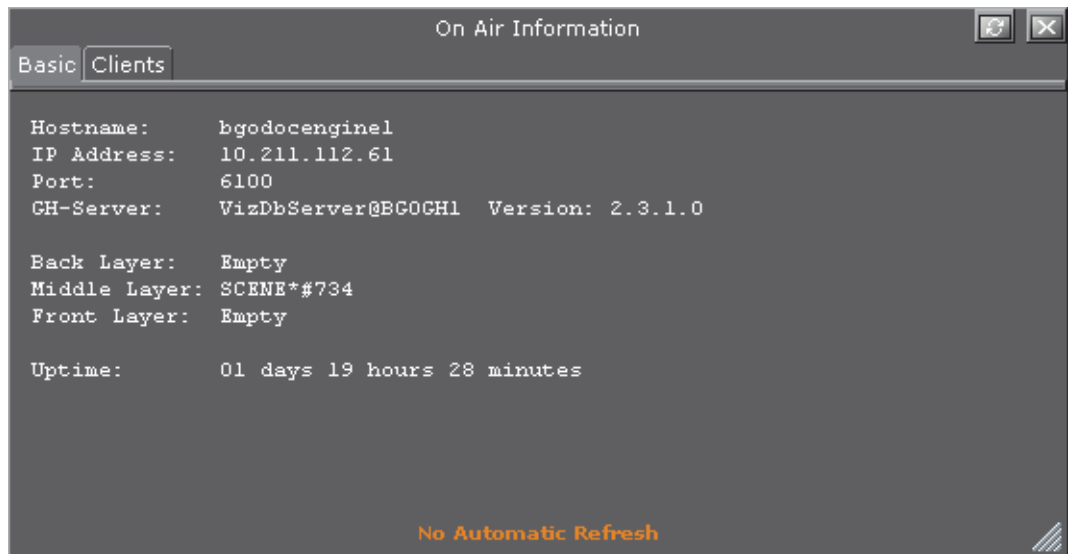 On Air Information
Basic Clients
Hostname: bgodocengine1
IP Address: 10.211.112.61
Port: 6100
GH-Server: VizDbServer@BGOGH1 Version: 2.3.1.0
Back Layer: Empty
Middle Layer: SCENE*#734
Front Layer: Empty
Uptime: 01 days 19 hours 28 minutes
No Automatic Refresh